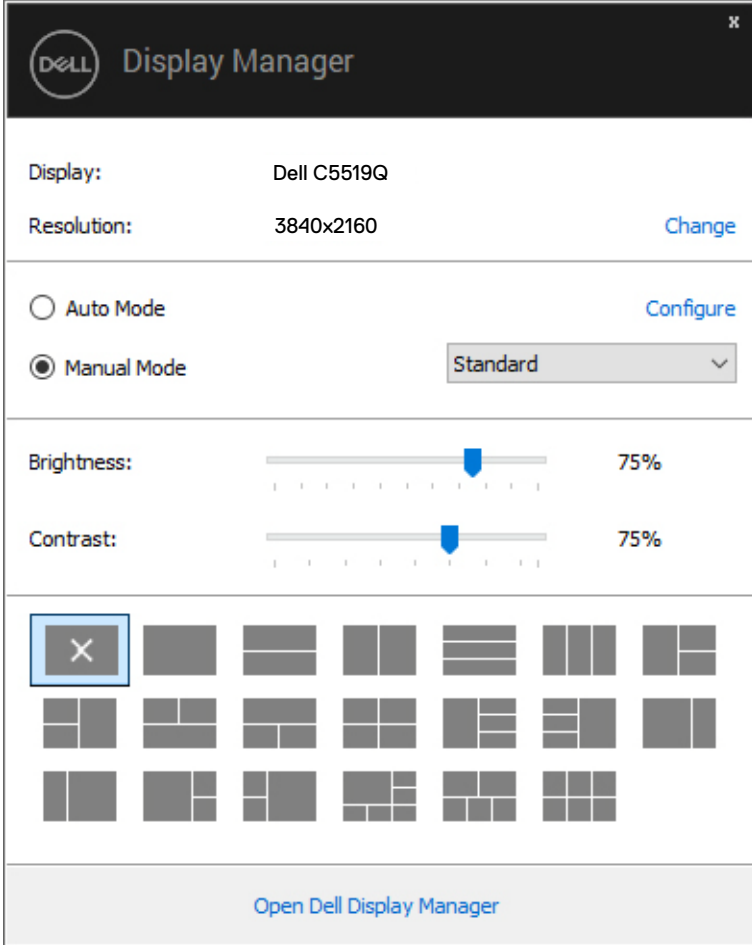 x
DELL Display Manager
Display: Dell C5519Q
Resolution: 3840x2160 Change
Auto Mode Configure
Manual Mode Standard
Brightness: 75%
Contrast: 75%
Open Dell Display Manager